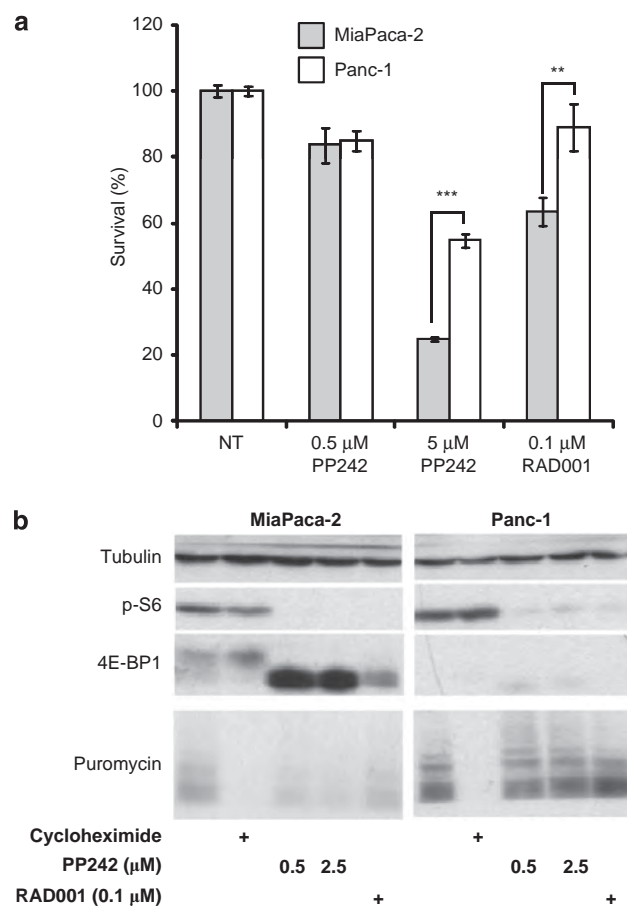 a
120
100
80
60
40
20
0
Survival (%)
MiaPaca-2
Panc-1
***
**
NT
0.5 μM
PP242
5 μM
PP242
0.1 μM
RAD001
b
MiaPaca-2 Panc-1
Tubulin
p-S6
4E-BP1
Puromycin
Cycloheximide + +
PP242 (μM) 0.5 2.5 0.5 2.5
RAD001 (0.1 μM) + +